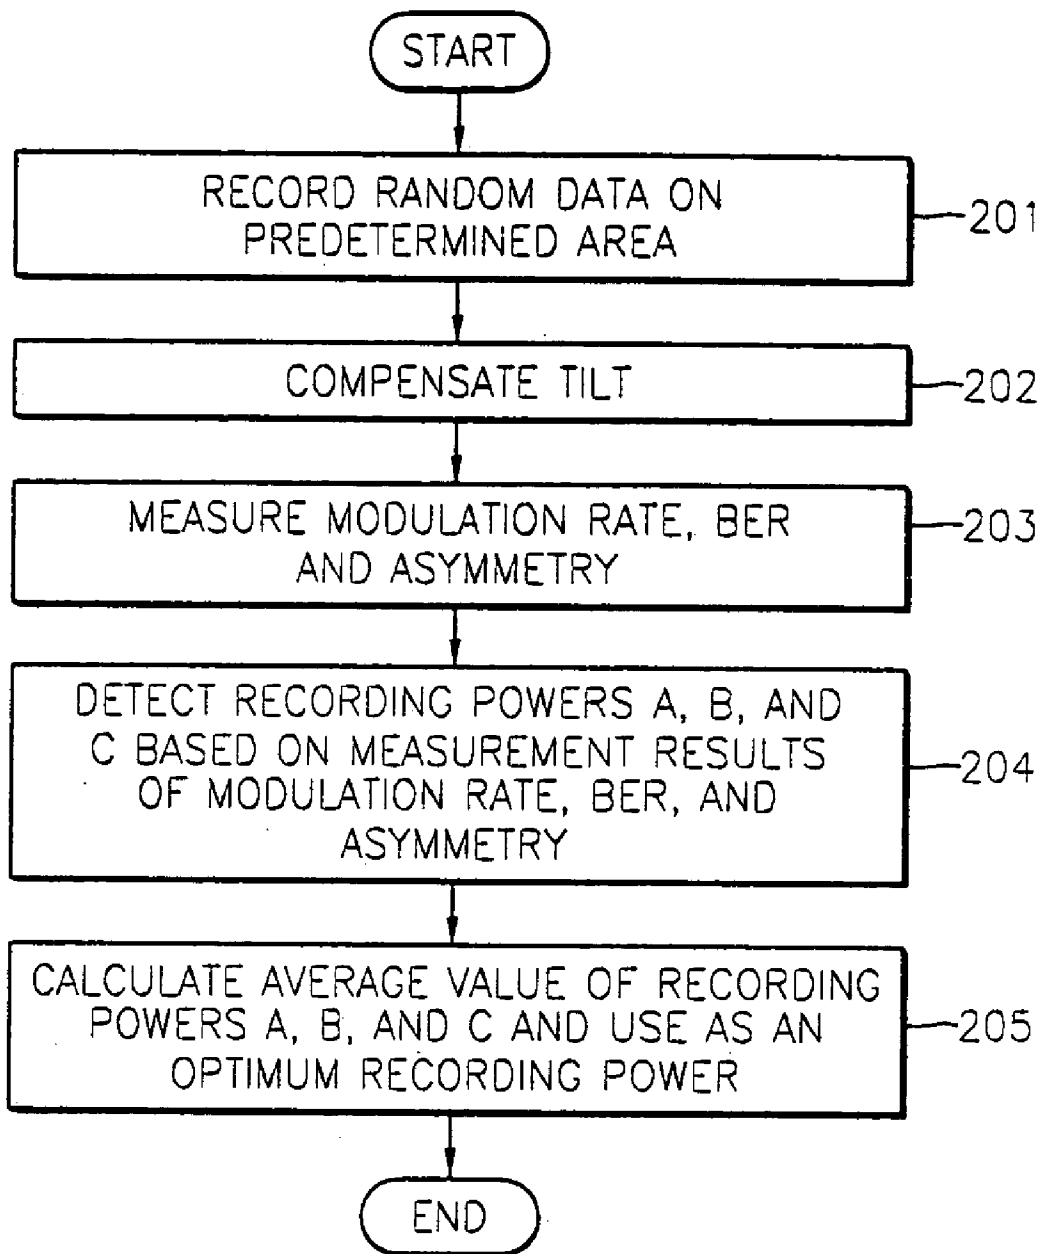 START
RECORD RANDOM DATA ON
PREDETERMINED AREA
201
COMPENSATE TILT
202
MEASURE MODULATION RATE, BER
AND ASYMMETRY
203
DETECT RECORDING POWERS A, B, AND
C BASED ON MEASUREMENT RESULTS
OF MODULATION RATE, BER, AND
ASYMMETRY
204
CALCULATE AVERAGE VALUE OF RECORDING
POWERS A, B, AND C AND USE AS AN
OPTIMUM RECORDING POWER
205
END